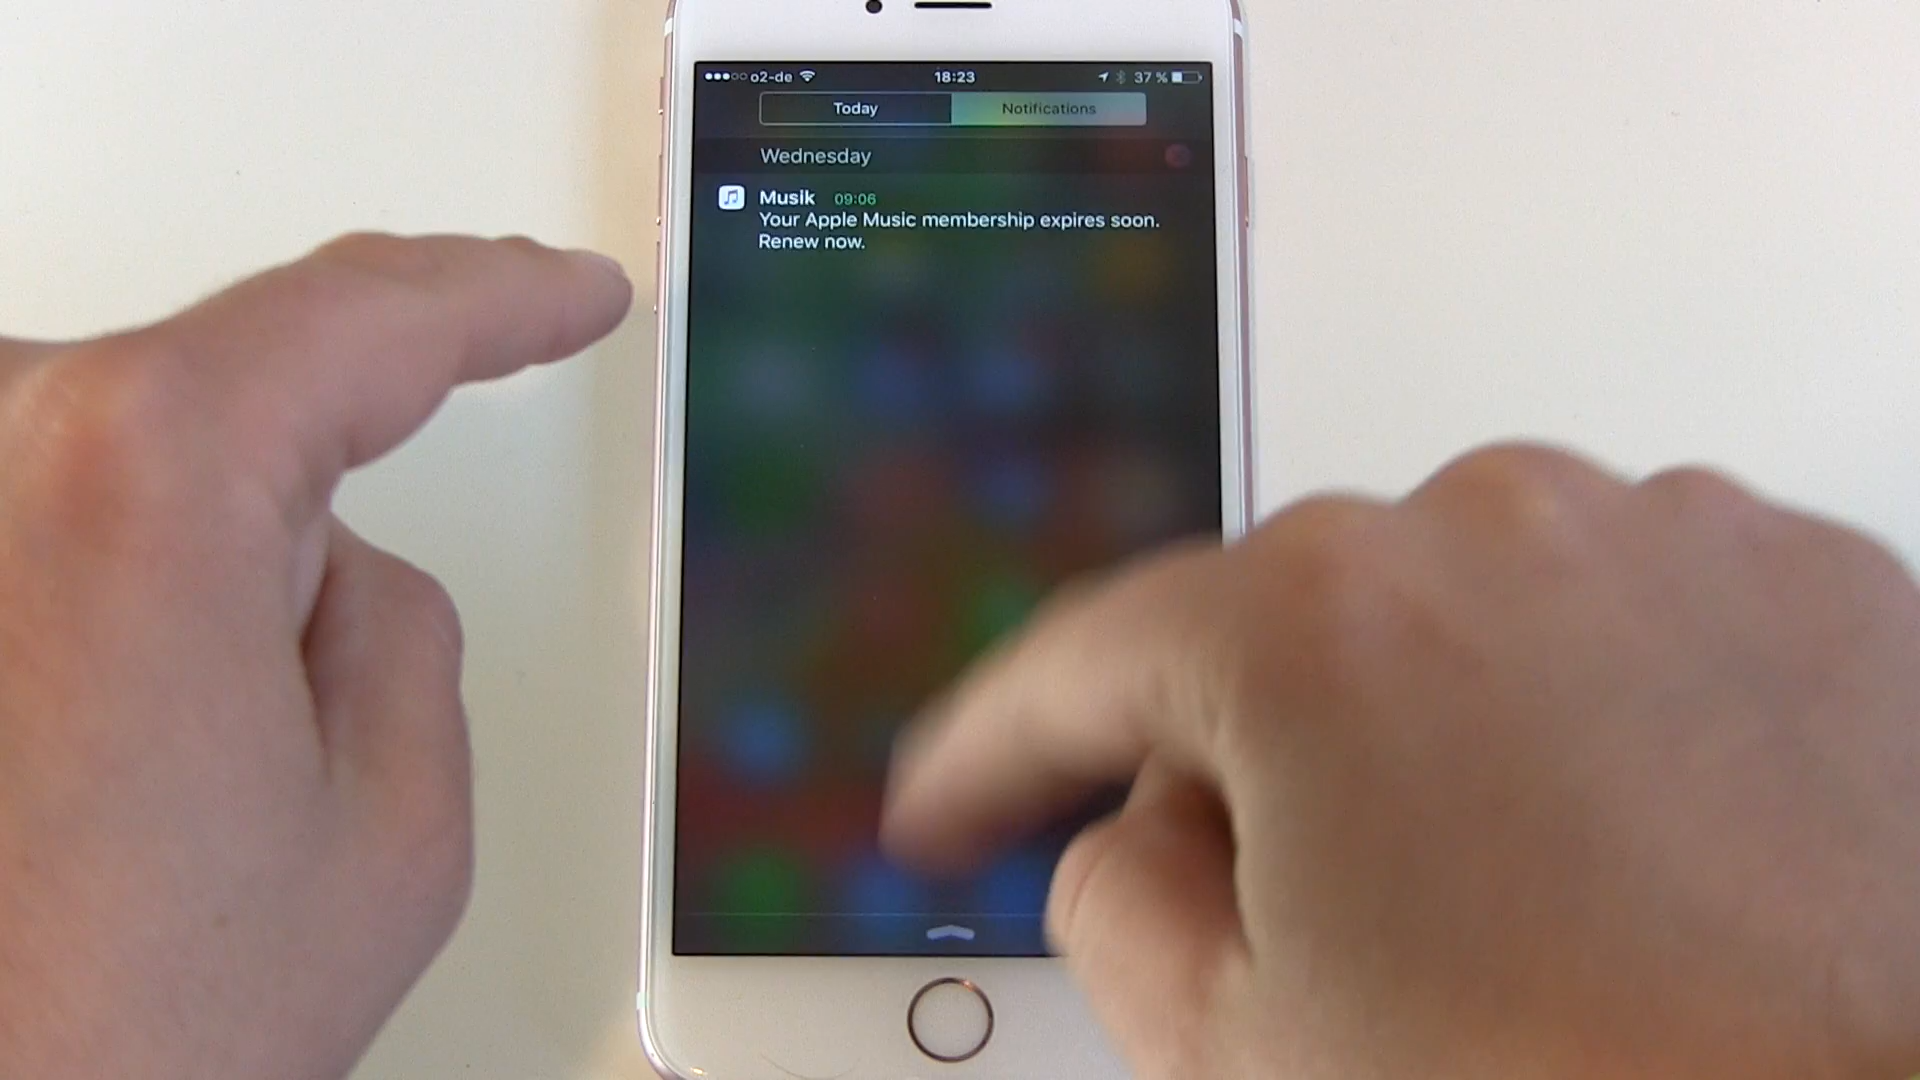 o2-de 18:23 37 %
Today Notifications
Wednesday
Musik 09:06
Your Apple Music membership expires soon.
Renew now.